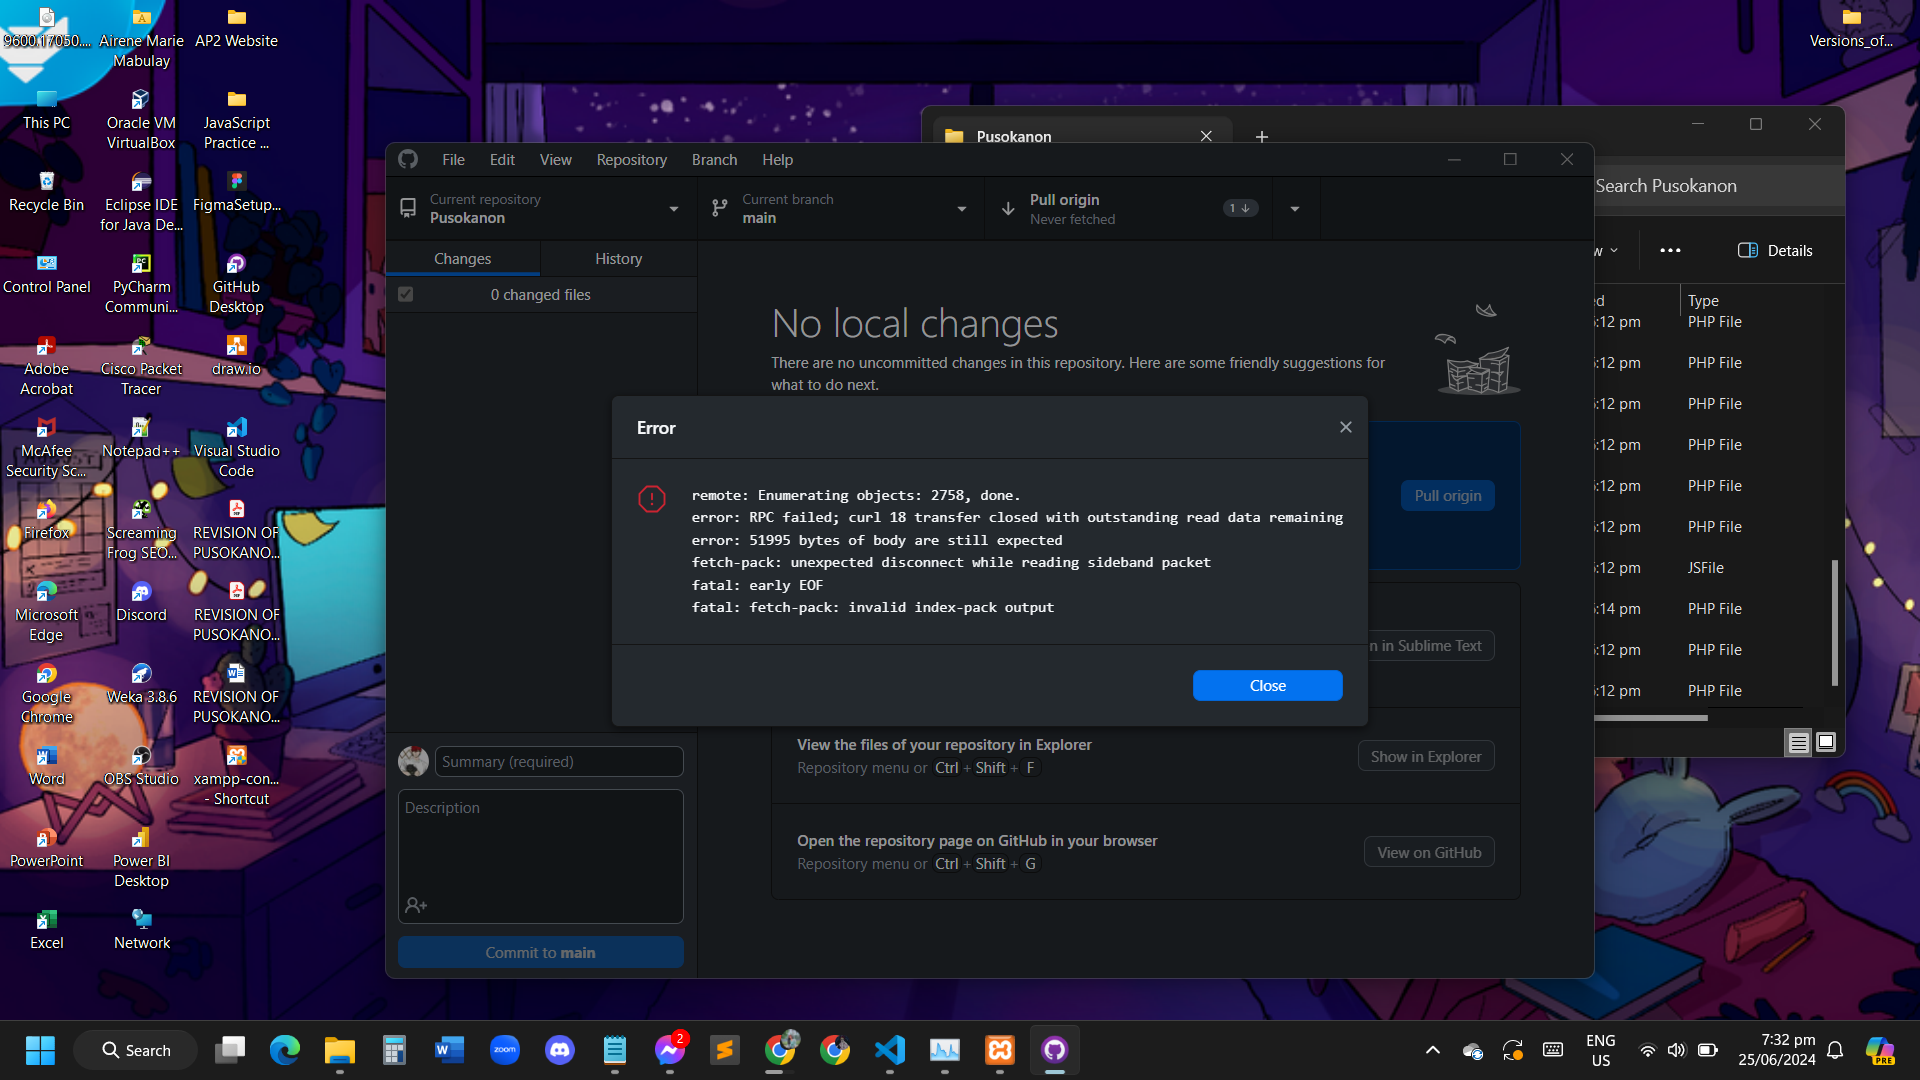 9600.17050....
Airene Marie
Mabulay
AP2 Website
Versions_of...
This PC
Oracle VM
VirtualBox
JavaScript
Practice ...
Recycle Bin
Eclipse IDE
for Java De...
FigmaSetup...
Control Panel
PyCharm
Communi...
GitHub
Desktop
Adobe
Acrobat
Cisco Packet
Tracer
draw.io
McAfee
Security Sc...
Notepad++
Visual Studio
Code
Firefox
Screaming
Frog SEO...
REVISION OF
PUSOKANO...
Microsoft
Edge
Discord
REVISION OF
PUSOKANO...
Google
Chrome
Weka 3.8.6
REVISION OF
PUSOKANO...
Word
OBS Studio
xampp-con...
- Shortcut
PowerPoint
Power BI
Desktop
Excel
Network
Pusokanon
Search Pusokanon
Details
Type
:12 pm PHP File
:12 pm PHP File
:12 pm PHP File
:12 pm PHP File
:12 pm PHP File
:12 pm PHP File
:12 pm JSFile
:14 pm PHP File
:12 pm PHP File
:12 pm PHP File
File Edit View Repository Branch Help
Current repository
Pusokanon
Current branch
main
Pull origin
Never fetched
1
Changes
History
0 changed files
No local changes
There are no uncommitted changes in this repository. Here are some friendly suggestions for
what to do next.
Pull origin
Error
remote: Enumerating objects: 2758, done.
error: RPC failed; curl 18 transfer closed with outstanding read data remaining
error: 51995 bytes of body are still expected
fetch-pack: unexpected disconnect while reading sideband packet
fatal: early EOF
fatal: fetch-pack: invalid index-pack output
Close
n in Sublime Text
View the files of your repository in Explorer
Repository menu or Ctrl + Shift + F
Show in Explorer
Open the repository page on GitHub in your browser
Repository menu or Ctrl + Shift + G
View on GitHub
Summary (required)
Description
Commit to main
Search
zoom
2
ENG
US
7:32 pm
25/06/2024
PRE